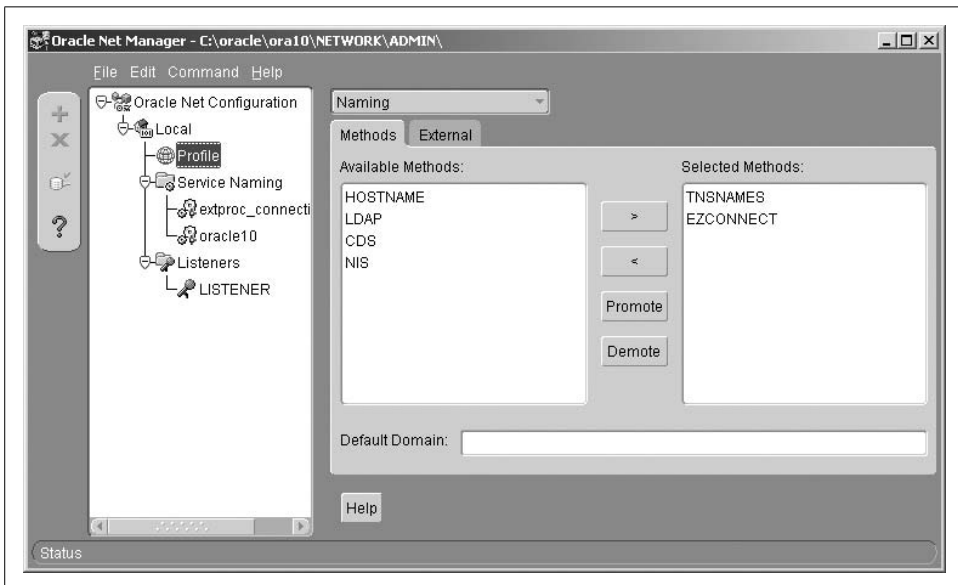 Oracle Net Manager - C:\oracle\ora10\NETWORK\ADMIN\
File Edit Command Help
Oracle Net Configuration
Local
Profile
Service Naming
extproc_connecti
oracle10
Listeners
LISTENER
Naming
Methods External
Available Methods:
HOSTNAME
LDAP
CDS
NIS
>
<
Promote
Demote
Selected Methods:
TNSNAMES
EZCONNECT
Default Domain:
Help
Status